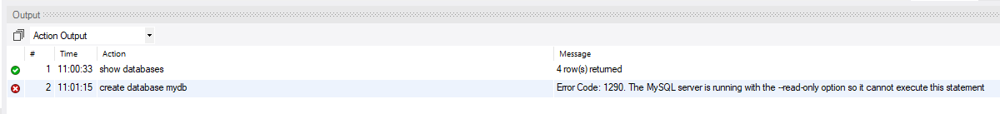 Output
Action Output
# Time Action Message
1 11:00:33 show databases 4 row(s) returned
2 11:01:15 create database mydb Error Code: 1290. The MySQL server is running with the --read-only option so it cannot execute this statement